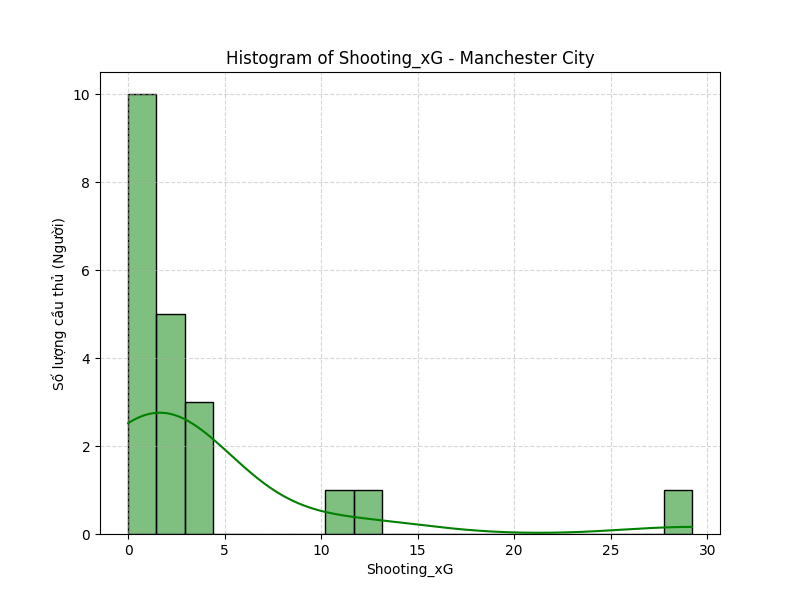 Histogram of Shooting_xG - Manchester City
10
8
6
4
2
0
Số lượng cầu thủ (Người)
0 5 10 15 20 25 30
Shooting_xG